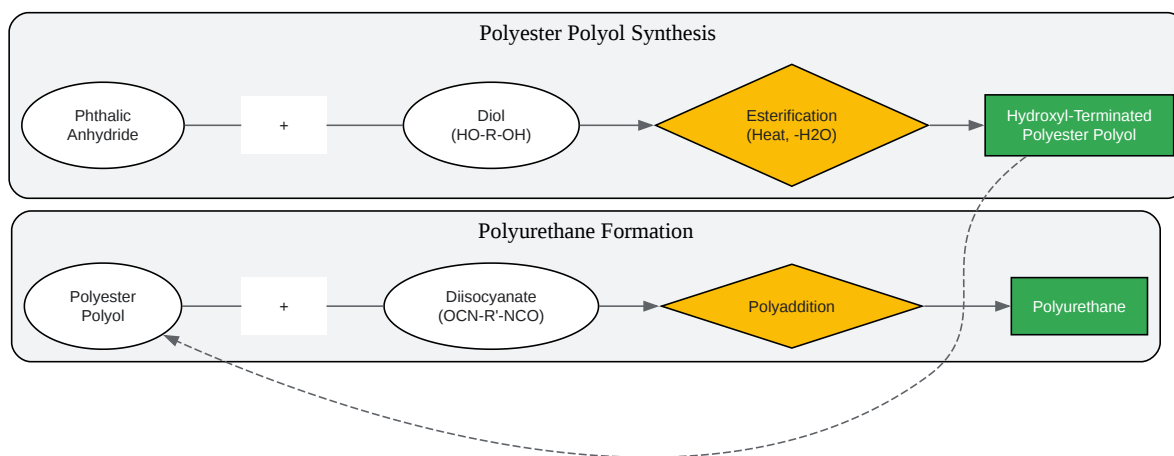 Polyester Polyol Synthesis
Phthalic
Anhydride
+
Diol
(HO-R-OH)
Esterification
(Heat, -H2O)
Hydroxyl-Terminated
Polyester Polyol
Polyurethane Formation
Polyester
Polyol
+
Diisocyanate
(OCN-R'-NCO)
Polyaddition
Polyurethane